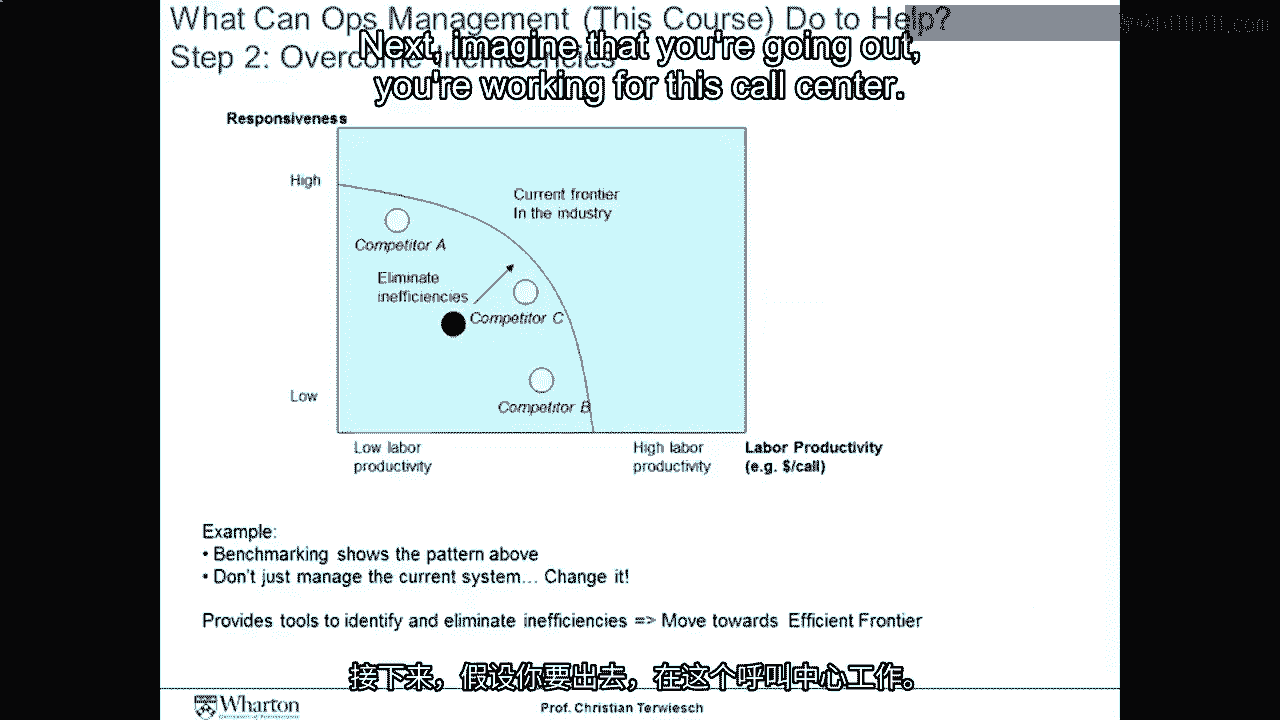 What Can Ops Management (This Course) Do to Help?
Next, imagine that you're going out,
Step 2: Overcome Inefficiencies
you're working for this call center.
Responsiveness
High
Current frontier
In the industry
Competitor A
Eliminate
inefficiencies
Competitor C
Low
Competitor B
Low labor
productivity
High labor
productivity
Labor Productivity
(e.g. $/call)
Example:
• Benchmarking shows the pattern above
• Don't just manage the current system... Change it!
Provides tools to identify and eliminate inefficiencies => Move towards Efficient Frontier
接下来，假设你要出去，在这个呼叫中心工作。
Wharton
Prof. Christian Terwiesch